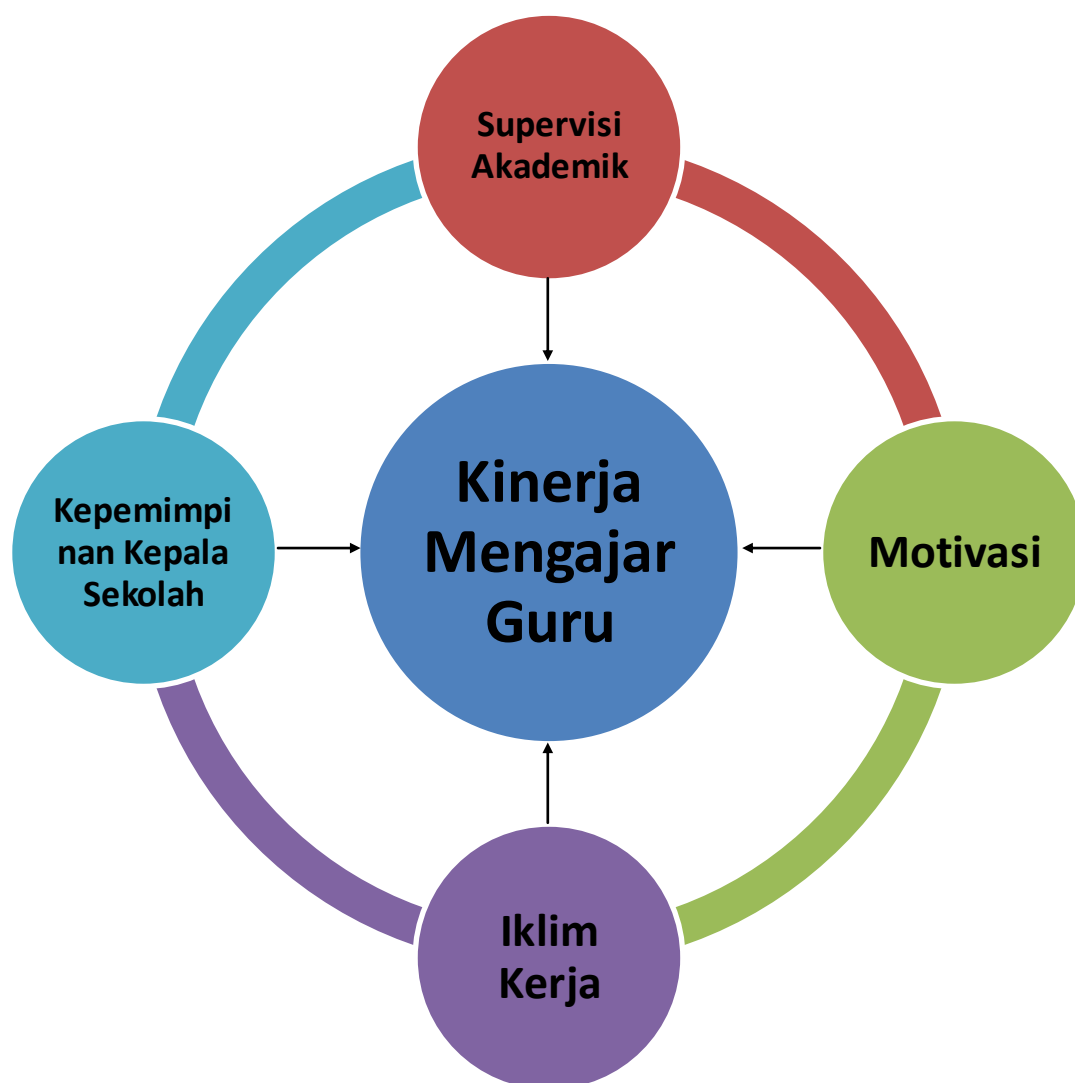 Supervisi
Akademik
Kepemimpi
nan Kepala
Sekolah
Kinerja
Mengajar
Guru
Motivasi
Iklim
Kerja